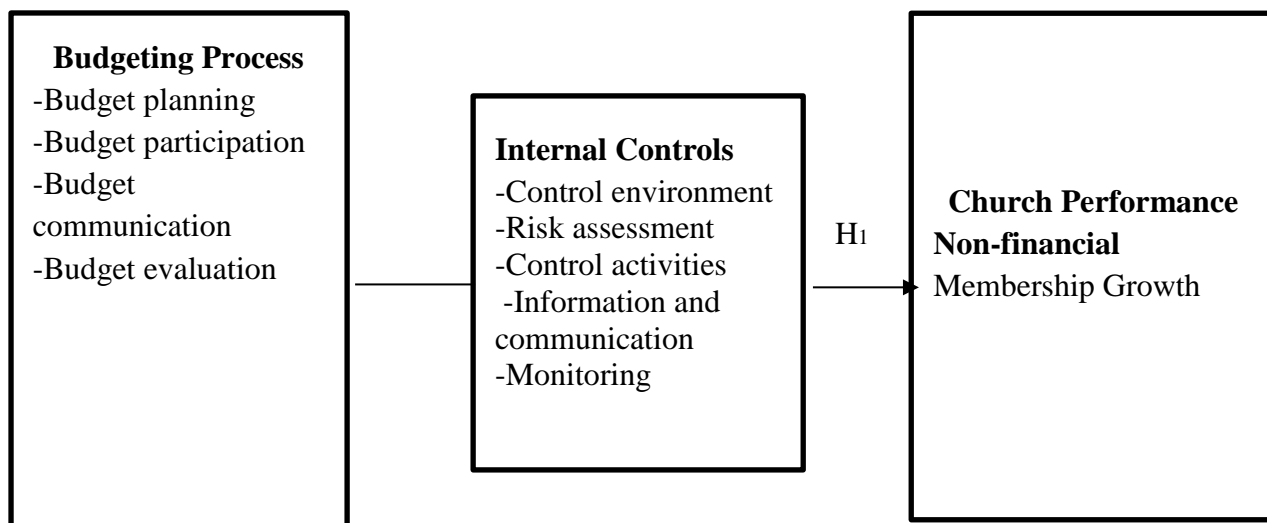 Budgeting Process
-Budget planning
-Budget participation
-Budget
communication
-Budget evaluation
Internal Controls
-Control environment
-Risk assessment
-Control activities
-Information and
communication
-Monitoring
H1
Church Performance
Non-financial
Membership Growth